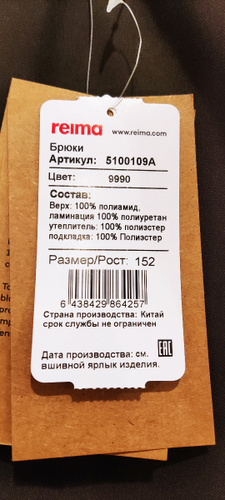 reima
www.reima.com
Брюки
Артикул: 5100109A
Цвет: 9990
Состав:
Верх: 100% полиамид,
ламинация 100% полиуретан
утеплитель: 100% полиэстер
подкладка: 100% Полиэстер
Размер/Рост: 152
6 438429 864257
Страна производства: Китай
срок службы не ограничен
Дата производства: см.
вшивной ярлык изделия.
EAC